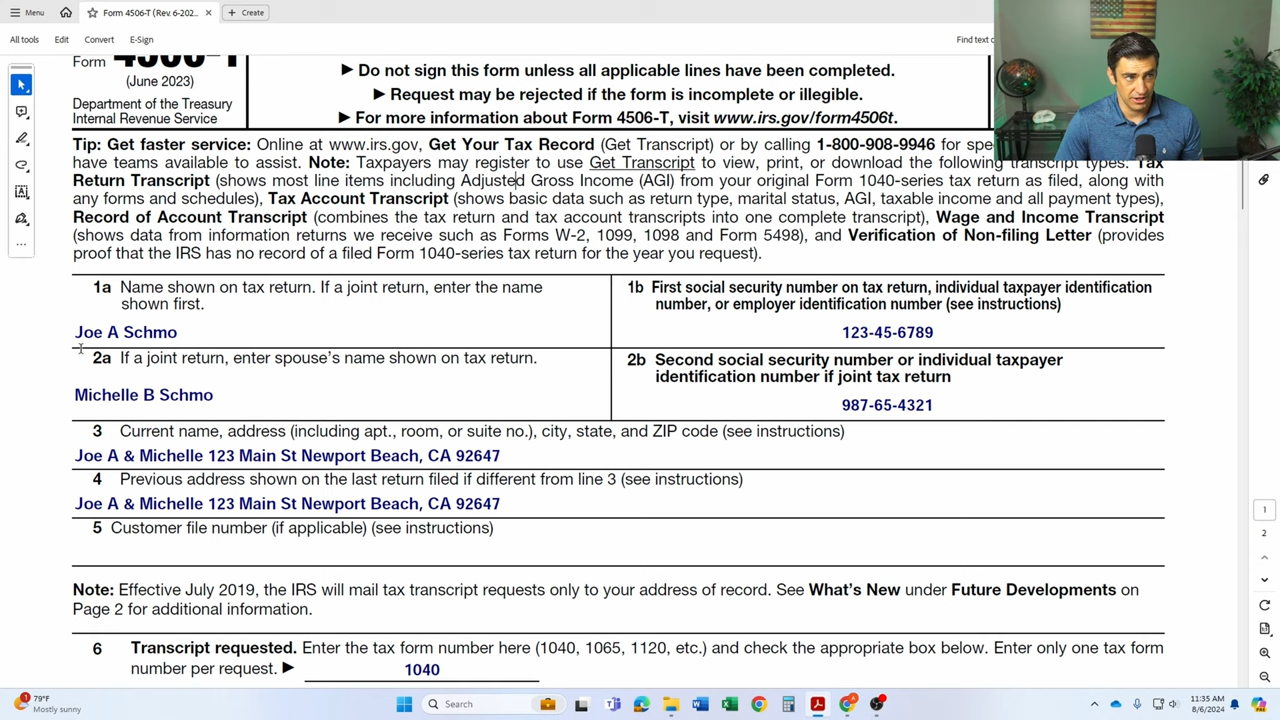 Menu
Form 4506-T (Rev. 6-202...
Create
All tools
Edit
Convert
E-Sign
Find text o
Form 4506-T
(June 2023)
Department of the Treasury
Internal Revenue Service
▶ Do not sign this form unless all applicable lines have been completed.
▶ Request may be rejected if the form is incomplete or illegible.
▶ For more information about Form 4506-T, visit www.irs.gov/form4506t.
Tip: Get faster service: Online at www.irs.gov, Get Your Tax Record (Get Transcript) or by calling 1-800-908-9946 for spe
have teams available to assist. Note: Taxpayers may register to use Get Transcript to view, print, or download the following transcript types: Tax
Return Transcript (shows most line items including Adjusted Gross Income (AGI) from your original Form 1040-series tax return as filed, along with
any forms and schedules), Tax Account Transcript (shows basic data such as return type, marital status, AGI, taxable income and all payment types),
Record of Account Transcript (combines the tax return and tax account transcripts into one complete transcript), Wage and Income Transcript
(shows data from information returns we receive such as Forms W-2, 1099, 1098 and Form 5498), and Verification of Non-filing Letter (provides
proof that the IRS has no record of a filed Form 1040-series tax return for the year you request).
1a Name shown on tax return. If a joint return, enter the name
shown first.
Joe A Schmo
1b First social security number on tax return, individual taxpayer identification
number, or employer identification number (see instructions)
123-45-6789
2a If a joint return, enter spouse's name shown on tax return.
Michelle B Schmo
2b Second social security number or individual taxpayer
identification number if joint tax return
987-65-4321
3 Current name, address (including apt., room, or suite no.), city, state, and ZIP code (see instructions)
Joe A & Michelle 123 Main St Newport Beach, CA 92647
4 Previous address shown on the last return filed if different from line 3 (see instructions)
Joe A & Michelle 123 Main St Newport Beach, CA 92647
5 Customer file number (if applicable) (see instructions)
Note: Effective July 2019, the IRS will mail tax transcript requests only to your address of record. See What's New under Future Developments on
Page 2 for additional information.
6 Transcript requested. Enter the tax form number here (1040, 1065, 1120, etc.) and check the appropriate box below. Enter only one tax form
number per request. ▶ 1040
1
2
1
79°F
Mostly sunny
Search
11:35 AM
8/6/2024